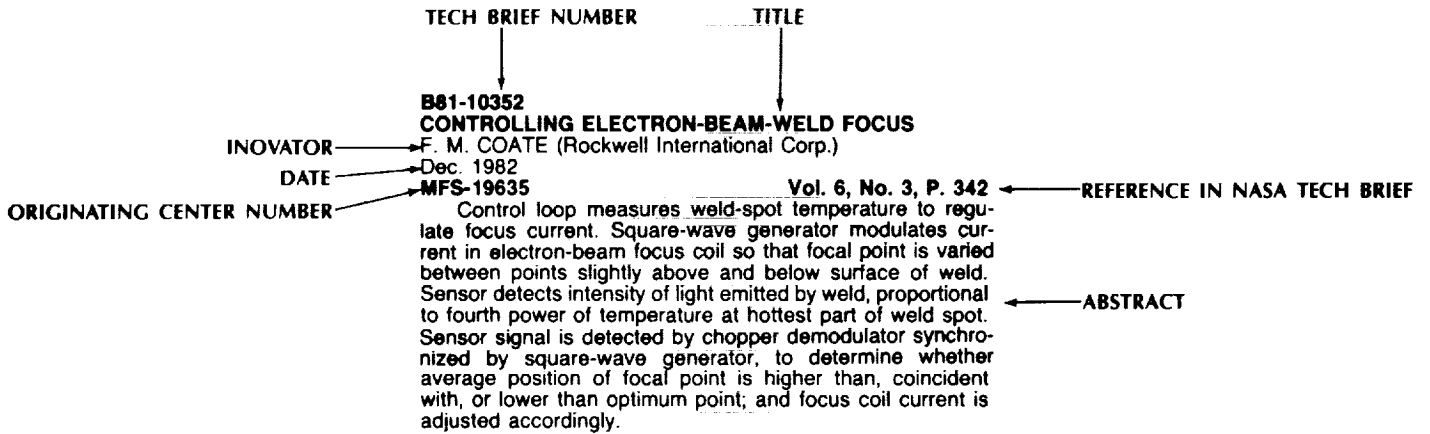 TECH BRIEF NUMBER TITLE
B81-10352
CONTROLLING ELECTRON-BEAM-WELD FOCUS
INOVATOR F. M. COATE (Rockwell International Corp.)
DATE Dec. 1982
ORIGINATING CENTER NUMBER MFS-19635 Vol. 6, No. 3, P. 342 REFERENCE IN NASA TECH BRIEF
Control loop measures weld-spot temperature to regu-
late focus current. Square-wave generator modulates cur-
rent in electron-beam focus coil so that focal point is varied
between points slightly above and below surface of weld.
Sensor detects intensity of light emitted by weld, proportional
ABSTRACT
to fourth power of temperature at hottest part of weld spot.
Sensor signal is detected by chopper demodulator synchro-
nized by square-wave generator, to determine whether
average position of focal point is higher than, coincident
with, or lower than optimum point; and focus coil current is
adjusted accordingly.